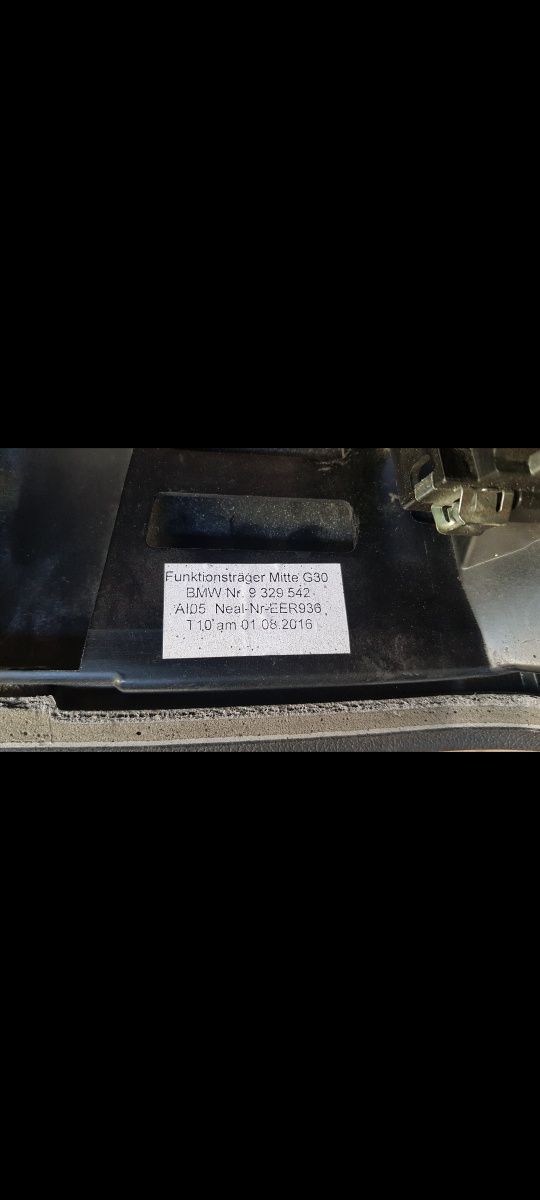 Funktionsträger Mitte G30
BMW Nr. 9 329 542
AI05 Neal-Nr-EER936
T10 am 01.08.2016